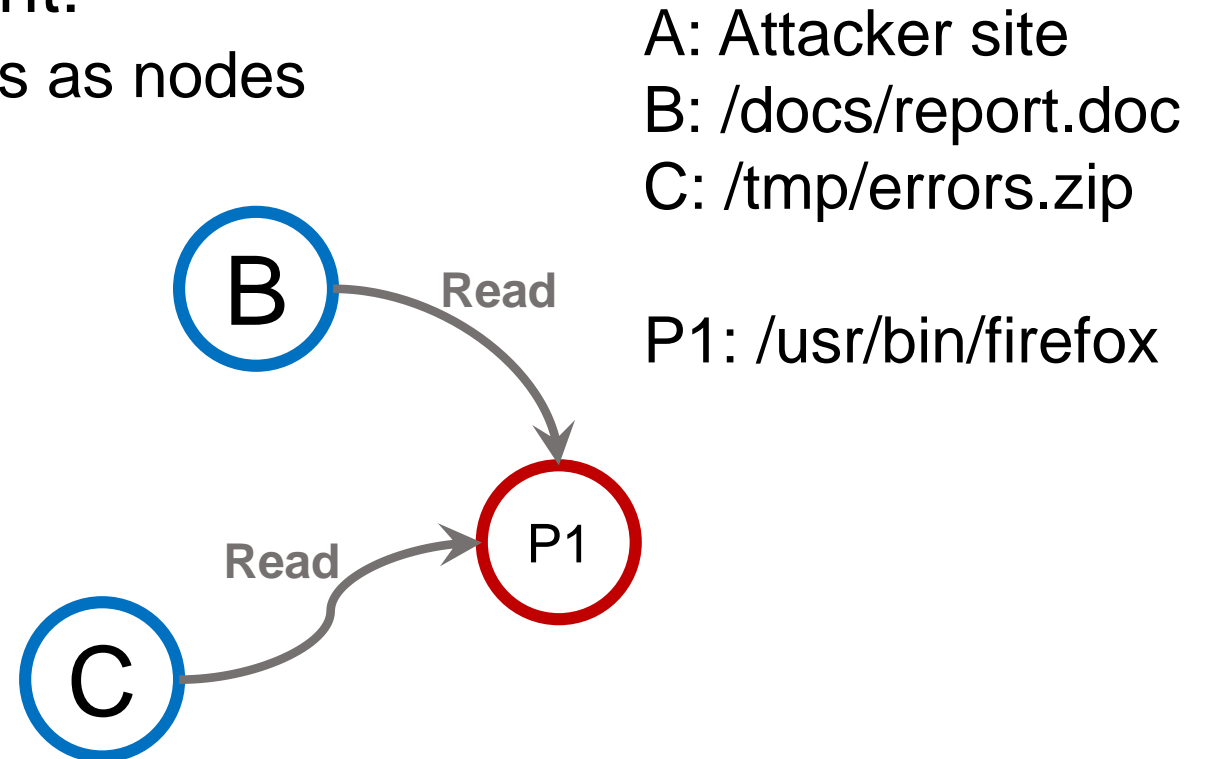 s as nodes
A: Attacker site
B: /docs/report.doc
C: /tmp/errors.zip
P1: /usr/bin/firefox
B
Read
P1
Read
C